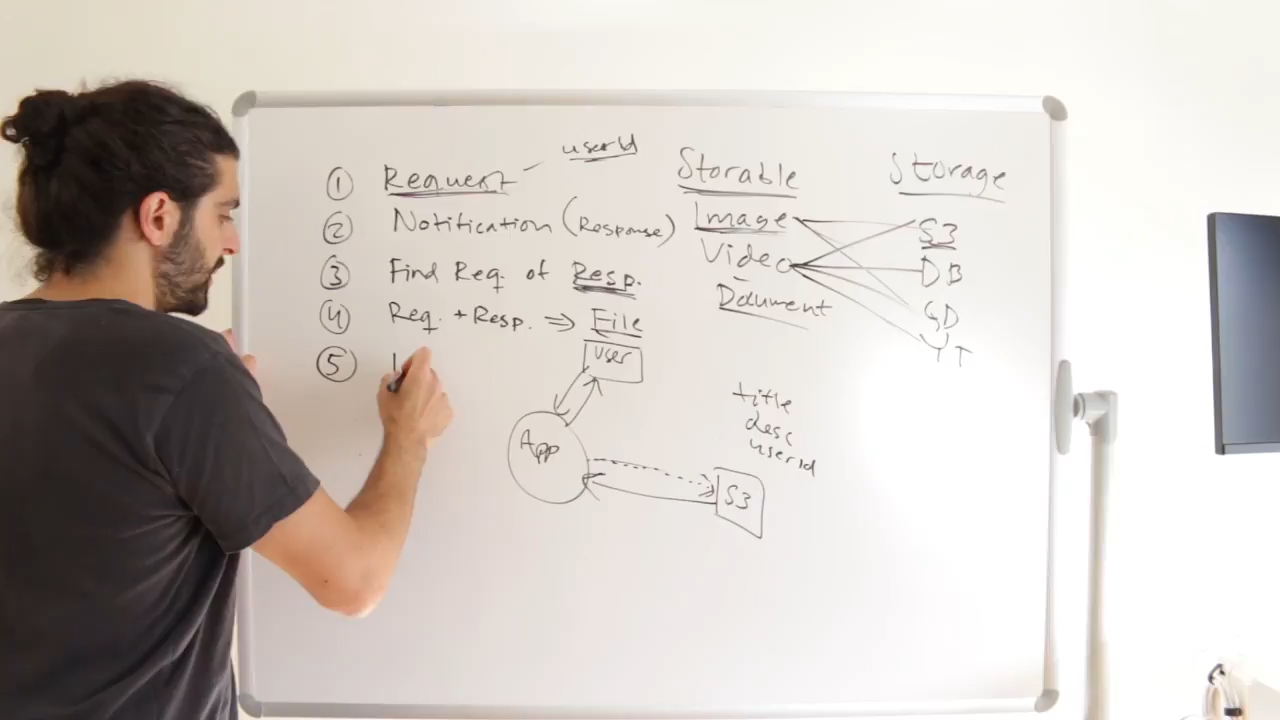 userId
① Request
② Notification (Response)
③ Find Req. of Resp.
④ Req. + Resp. ⇒ File
⑤
Storable
Image
Video
Document
Storage
S3
DB
GD
YT
user
App
S3
title
desc
userId